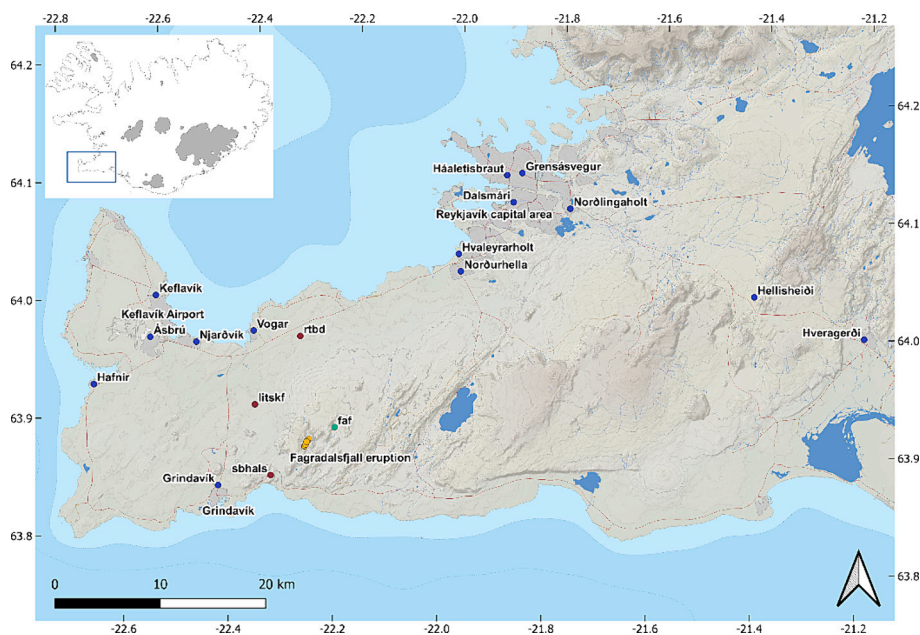 -22.8 -22.6 -22.4 -22.2 -22.0 -21.8 -21.6 -21.4 -21.2
64.2
64.2
64.1
64.1
64.0
64.0
63.9
63.9
63.8
63.8
Háaletisbraut
Grensásvegur
Dalsmári
Norðlingaholt
Reykjavík capital area
Hvaleyrarholt
Norðurhella
Keflavík
Hellisheiði
Keflavík Airport
Ásbrú
Njarðvík
Vogar
rtbd
Hveragerði
Hafnir
litskf
faf
Fagradalsfjall eruption
sbhals
Grindavík
Grindavík
0 10 20 km
-22.6 -22.4 -22.2 -22.0 -21.8 -21.6 -21.4 -21.2